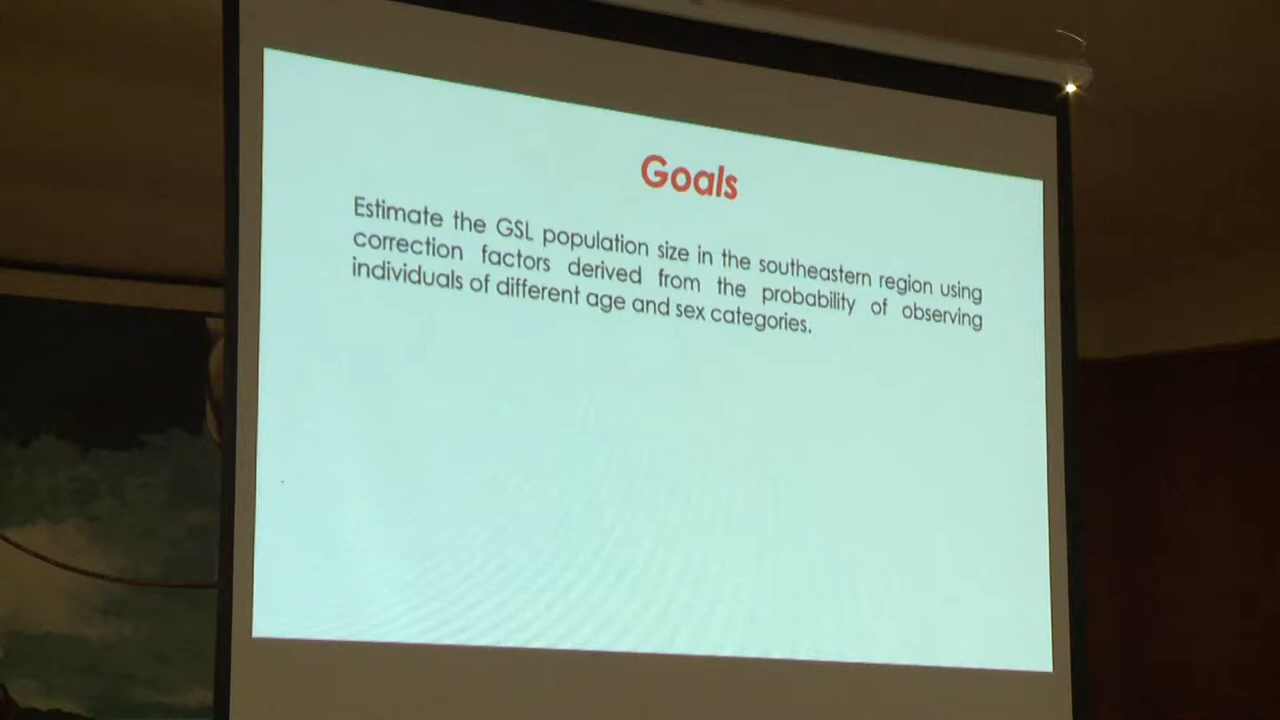 Goals
Estimate the GSL population size in the southeastern region using
correction factors derived from the probability of observing
individuals of different age and sex categories.